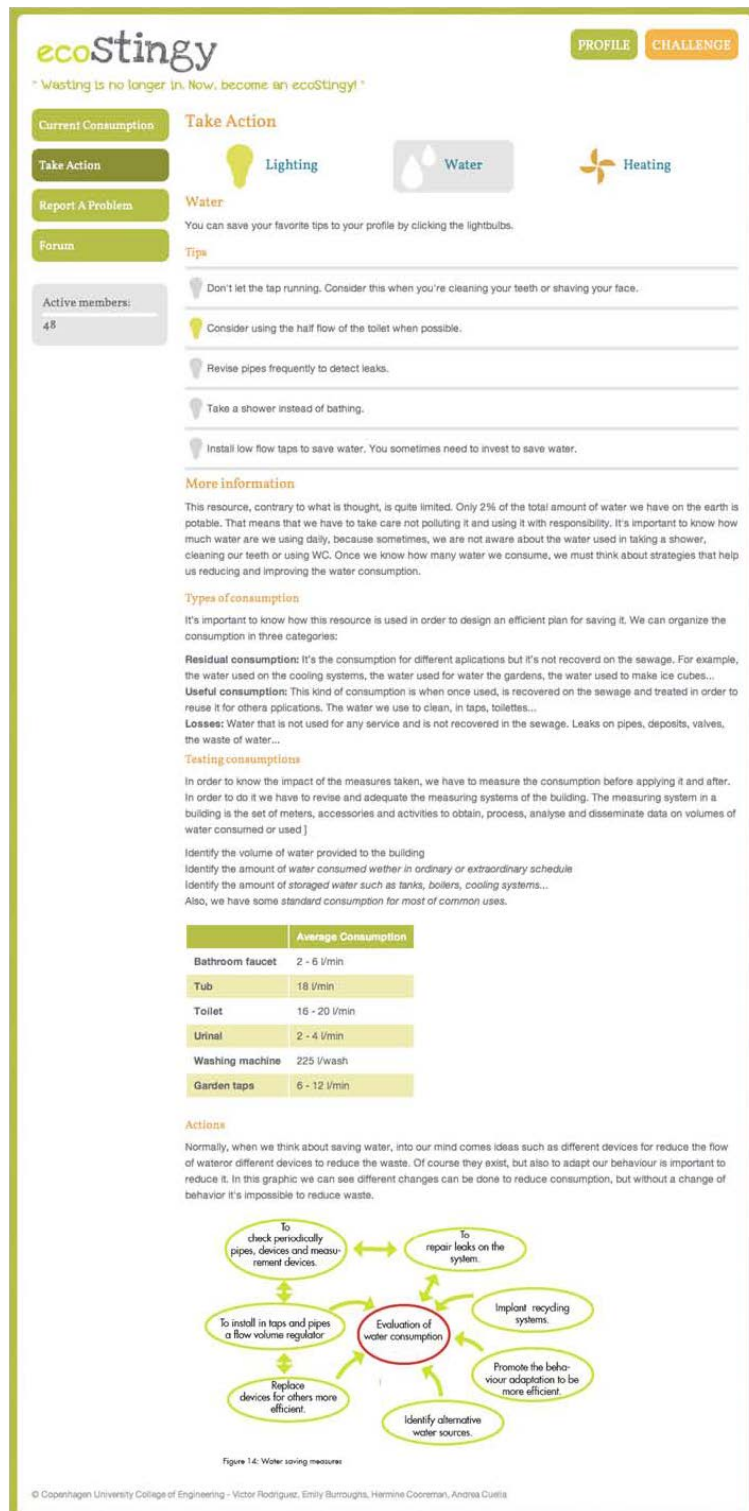 ecoStingy
PROFILE
CHALLENGE
" Wasting is no longer in. Now, become an ecoStingy! "
Current Consumption
Take Action
Report A Problem
Forum
Active members:
48
Take Action
Lighting
Water
Heating
Water
You can save your favorite tips to your profile by clicking the lightbulbs.
Tips
Don't let the tap running. Consider this when you're cleaning your teeth or shaving your face.
Consider using the half flow of the toilet when possible.
Revise pipes frequently to detect leaks.
Take a shower instead of bathing.
Install low flow taps to save water. You sometimes need to invest to save water.
More information
This resource, contrary to what is thought, is quite limited. Only 2% of the total amount of water we have on the earth is
potable. That means that we have to take care not polluting it and using it with responsibility. It's important to know how
much water are we using daily, because sometimes, we are not aware about the water used in taking a shower,
cleaning our teeth or using WC. Once we know how many water we consume, we must think about strategies that help
us reducing and improving the water consumption.
Types of consumption
It's important to know how this resource is used in order to design an efficient plan for saving it. We can organize the
consumption in three categories:
Residual consumption: It's the consumption for different aplications but it's not recoverd on the sewage. For example,
the water used on the cooling systems, the water used for water the gardens, the water used to make ice cubes...
Useful consumption: This kind of consumption is when once used, is recovered on the sewage and treated in order to
reuse it for others pplications. The water we use to clean, in taps, toilettes...
Losses: Water that is not used for any service and is not recovered in the sewage. Leaks on pipes, deposits, valves,
the waste of water...
Testing consumptions
In order to know the impact of the measures taken, we have to measure the consumption before applying it and after.
In order to do it we have to revise and adequate the measuring systems of the building. The measuring system in a
building is the set of meters, accessories and activities to obtain, process, analyse and disseminate data on volumes of
water consumed or used ]
Identify the volume of water provided to the building
Identify the amount of water consumed wether in ordinary or extraordinary schedule
Identify the amount of storaged water such as tanks, boilers, cooling systems...
Also, we have some standard consumption for most of common uses.
Average Consumption
Bathroom faucet 2 - 6 l/min
Tub 18 l/min
Toilet 16 - 20 l/min
Urinal 2 - 4 l/min
Washing machine 225 l/wash
Garden taps 6 - 12 l/min
Actions
Normally, when we think about saving water, into our mind comes ideas such as different devices for reduce the flow
of wateror different devices to reduce the waste. Of course they exist, but also to adapt our behaviour is important to
reduce it. In this graphic we can see different changes can be done to reduce consumption, but without a change of
behavior it's impossible to reduce waste.
To
check periodically
pipes, devices and measu-
rement devices.
To
repair leaks on the
system.
To install in taps and pipes
a flow volume regulator
Evaluation of
water consumption
Implant recycling
systems.
Promote the beha-
viour adaptation to be
more efficient.
Replace
devices for others more
efficient.
Identify alternative
water sources.
Figure 14: Water saving measures
© Copenhagen University College of Engineering - Victor Rodriguez, Emily Burroughs, Hermine Cooreman, Andrea Cuella